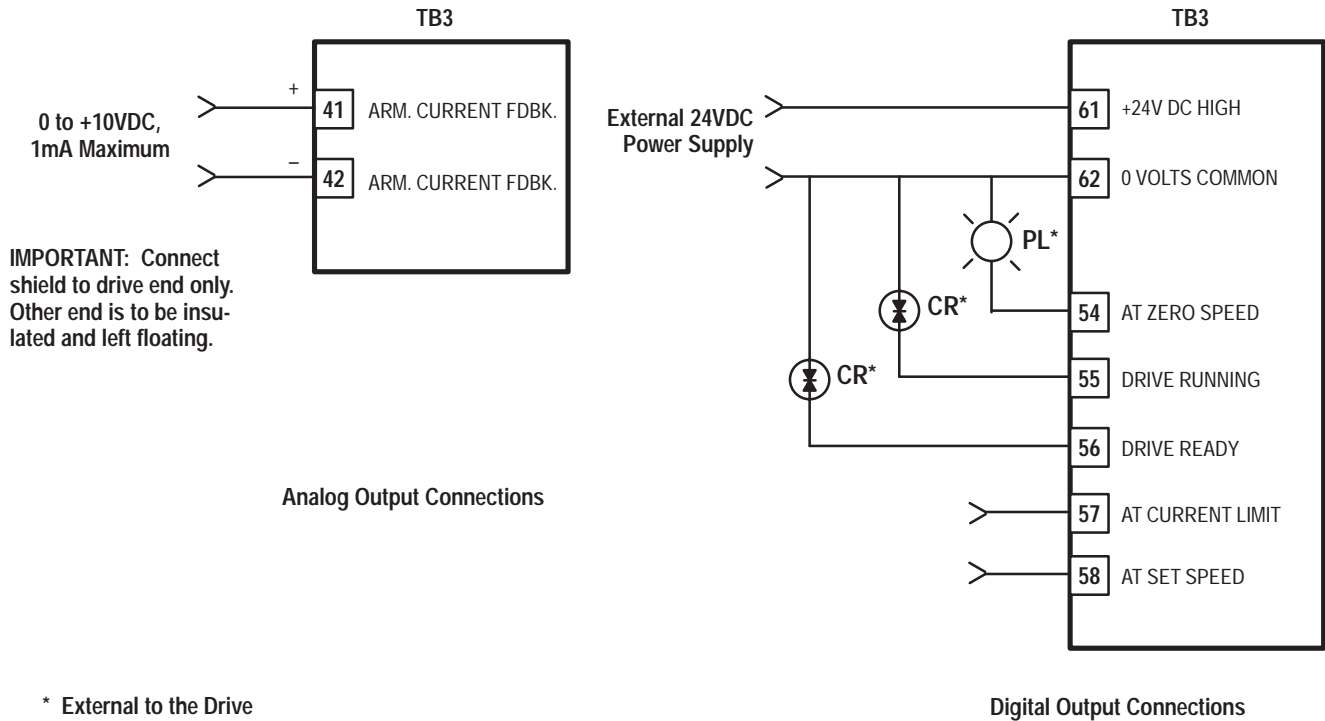 TB3
+
0 to +10VDC,
1mA Maximum
–
41 ARM. CURRENT FDBK.
42 ARM. CURRENT FDBK.
IMPORTANT: Connect
shield to drive end only.
Other end is to be insu-
lated and left floating.
Analog Output Connections
TB3
External 24VDC
Power Supply
61 +24V DC HIGH
62 0 VOLTS COMMON
PL*
54 AT ZERO SPEED
CR*
55 DRIVE RUNNING
CR*
56 DRIVE READY
57 AT CURRENT LIMIT
58 AT SET SPEED
* External to the Drive
Digital Output Connections